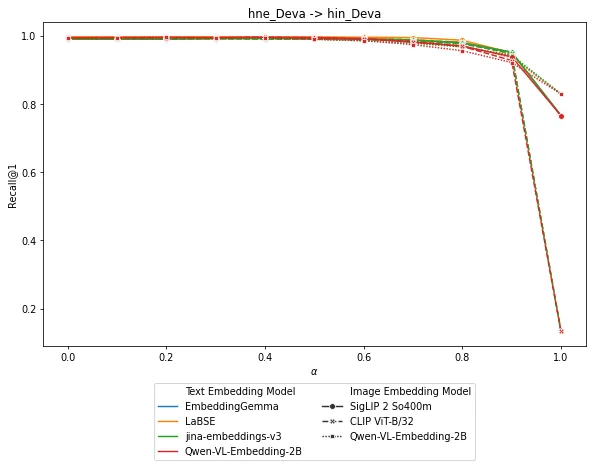 hne_Deva -> hin_Deva
Recall@1
1.0
0.8
0.6
0.4
0.2
0.0 0.2 0.4 0.6 0.8 1.0
α
Text Embedding Model Image Embedding Model
EmbeddingGemma SigLIP 2 So400m
LaBSE CLIP ViT-B/32
jina-embeddings-v3 Qwen-VL-Embedding-2B
Qwen-VL-Embedding-2B